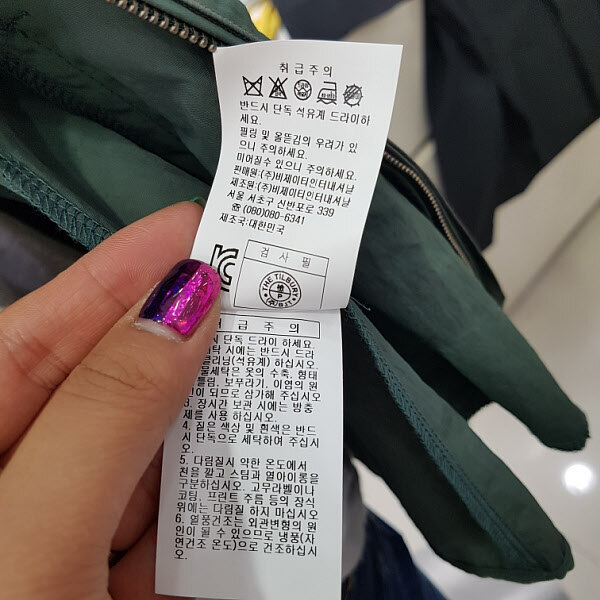 취급주의
반드시 단독 석유계 드라이하
세요.
필링 및 올뜯김의 우려가 있
으니 주의하세요.
미어질수 있으니 주의하세요.
판매원:(주)비제이티인터내셔날
제조원:(주)비제이티인터내셔날
서울 서초구 신반포로 339
☎ (080)080-6341
제조국:대한민국
검사필
THE TILBURY
취급주의
단독 드라이 하세요.
시에는 반드시 드라
리닝(석유계) 하십시오.
물세탁은 옷의 수축, 형태
틀림, 보푸라기, 이염의 원
인이 되므로 삼가해 주십시오.
3. 장시간 보관 시에는 방충
제를 사용 하십시오.
4. 짙은 색상 및 흰색은 반드
시 단독으로 세탁하여 주십시
오.
5. 다림질시 약한 온도에서
천을 깔고 스팀과 열아이롱을
구분하십시오. 고무라벨이나
코팅, 프린트 주름 등의 장식
위에는 다림질 하지 마십시오
6. 열풍건조는 외관변형의 원
인이 될 수 있으므로 냉풍(자
연건조 온도)으로 건조하십시
오.